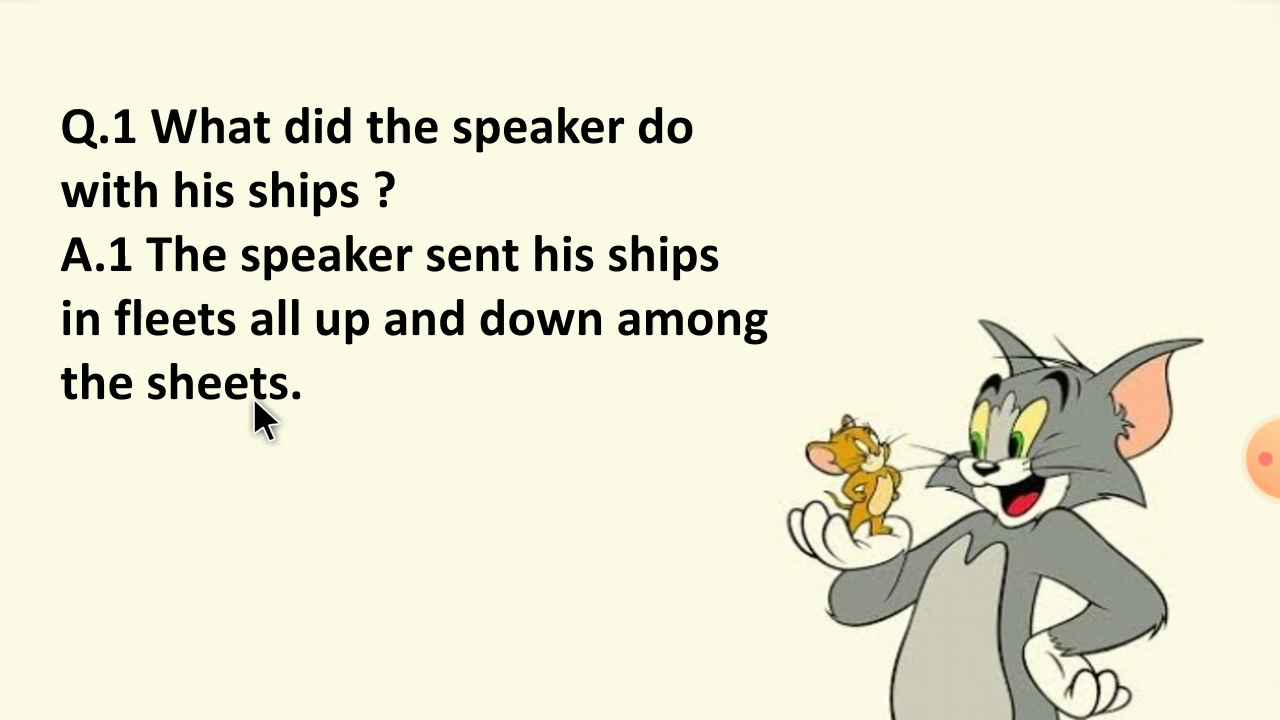 Q.1 What did the speaker do
with his ships ?
A.1 The speaker sent his ships
in fleets all up and down among
the sheets.